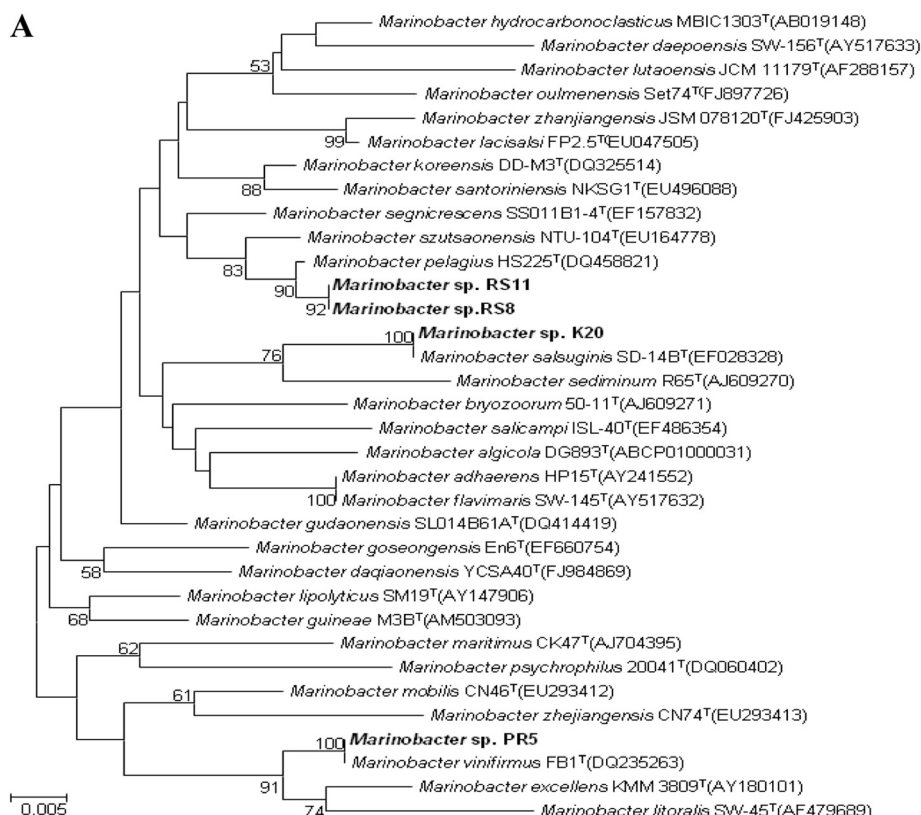 A
Marinobacter hydrocarbonoclasticus MBIC1303ᵀ(AB019148)
Marinobacter daepoensis SW-156ᵀ(AY517633)
53
Marinobacter lutaoensis JCM 11179ᵀ(AF288157)
Marinobacter oulmenensis Set74ᵀ(FJ897726)
Marinobacter zhanjiangensis JSM 078120ᵀ(FJ425903)
99
Marinobacter lacisalsi FP2.5ᵀ(EU047505)
Marinobacter koreensis DD-M3ᵀ(DQ325514)
88
Marinobacter santoriniensis NKSG1ᵀ(EU496088)
Marinobacter segnicrescens SS011B1-4ᵀ(EF157832)
Marinobacter szutsaonensis NTU-104ᵀ(EU164778)
83
Marinobacter pelagius HS225ᵀ(DQ458821)
90
Marinobacter sp. RS11
92
Marinobacter sp.RS8
100
Marinobacter sp. K20
76
Marinobacter salsuginis SD-14Bᵀ(EF028328)
Marinobacter sediminum R65ᵀ(AJ609270)
Marinobacter bryozoorum 50-11ᵀ(AJ609271)
Marinobacter salicampi ISL-40ᵀ(EF486354)
Marinobacter algicola DG893ᵀ(ABCP01000031)
Marinobacter adhaerens HP15ᵀ(AY241552)
100
Marinobacter flavimaris SW-145ᵀ(AY517632)
Marinobacter gudaonensis SL014B61Aᵀ(DQ414419)
Marinobacter goseongensis En6ᵀ(EF660754)
58
Marinobacter daqiaonensis YCSA40ᵀ(FJ984869)
Marinobacter lipolyticus SM19ᵀ(AY147906)
68
Marinobacter guineae M3Bᵀ(AM503093)
62
Marinobacter maritimus CK47ᵀ(AJ704395)
Marinobacter psychrophilus 20041ᵀ(DQ060402)
61
Marinobacter mobilis CN46ᵀ(EU293412)
Marinobacter zhejiangensis CN74ᵀ(EU293413)
100
Marinobacter sp. PR5
Marinobacter vinifirmus FB1ᵀ(DQ235263)
91
Marinobacter excellens KMM 3809ᵀ(AY180101)
74
Marinobacter litoralis SW-45ᵀ(AF479689)
0.005